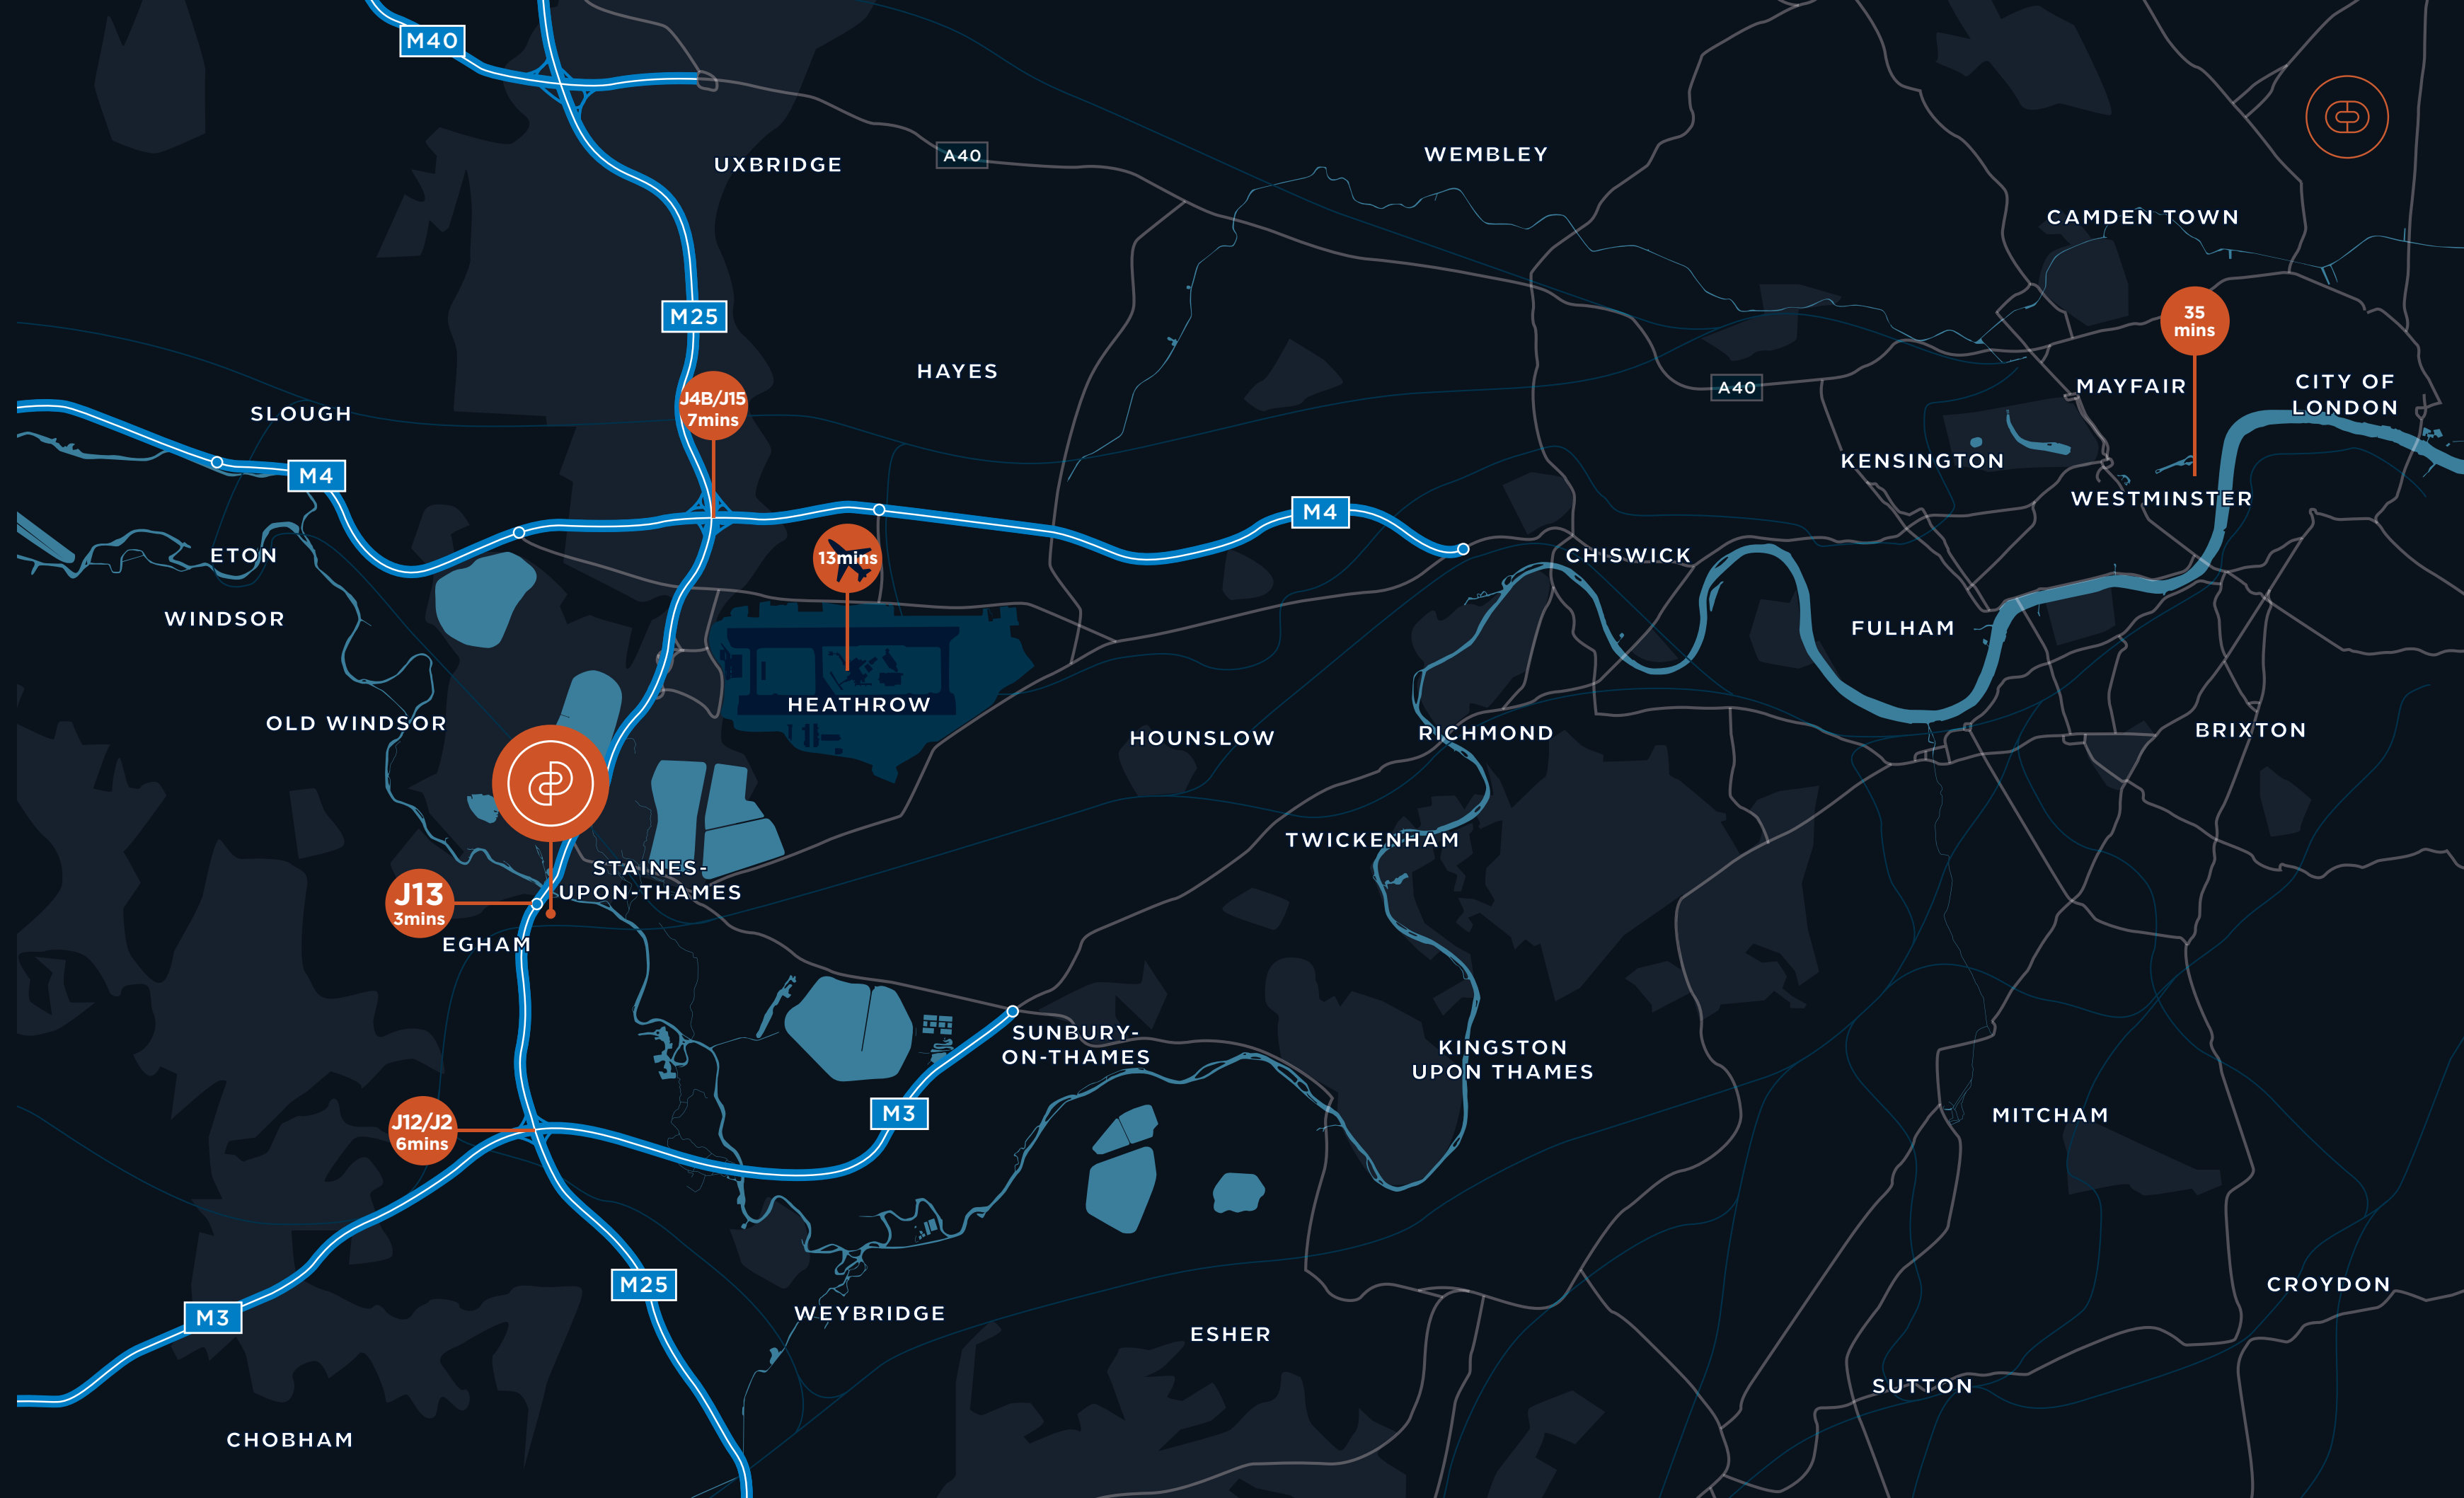 M40
UXBRIDGE
A40
WEMBLEY
CAMDEN TOWN
M25
35
mins
HAYES
J4B/J15
7mins
A40
MAYFAIR
CITY OF
LONDON
SLOUGH
M4
KENSINGTON
WESTMINSTER
M4
ETON
13mins
CHISWICK
WINDSOR
FULHAM
HEATHROW
OLD WINDSOR
HOUNSLOW
RICHMOND
BRIXTON
TWICKENHAM
STAINES-
UPON-THAMES
J13
3mins
EGHAM
SUNBURY-
ON-THAMES
KINGSTON
UPON THAMES
M3
MITCHAM
J12/J2
6mins
M25
CROYDON
M3
WEYBRIDGE
ESHER
SUTTON
CHOBHAM